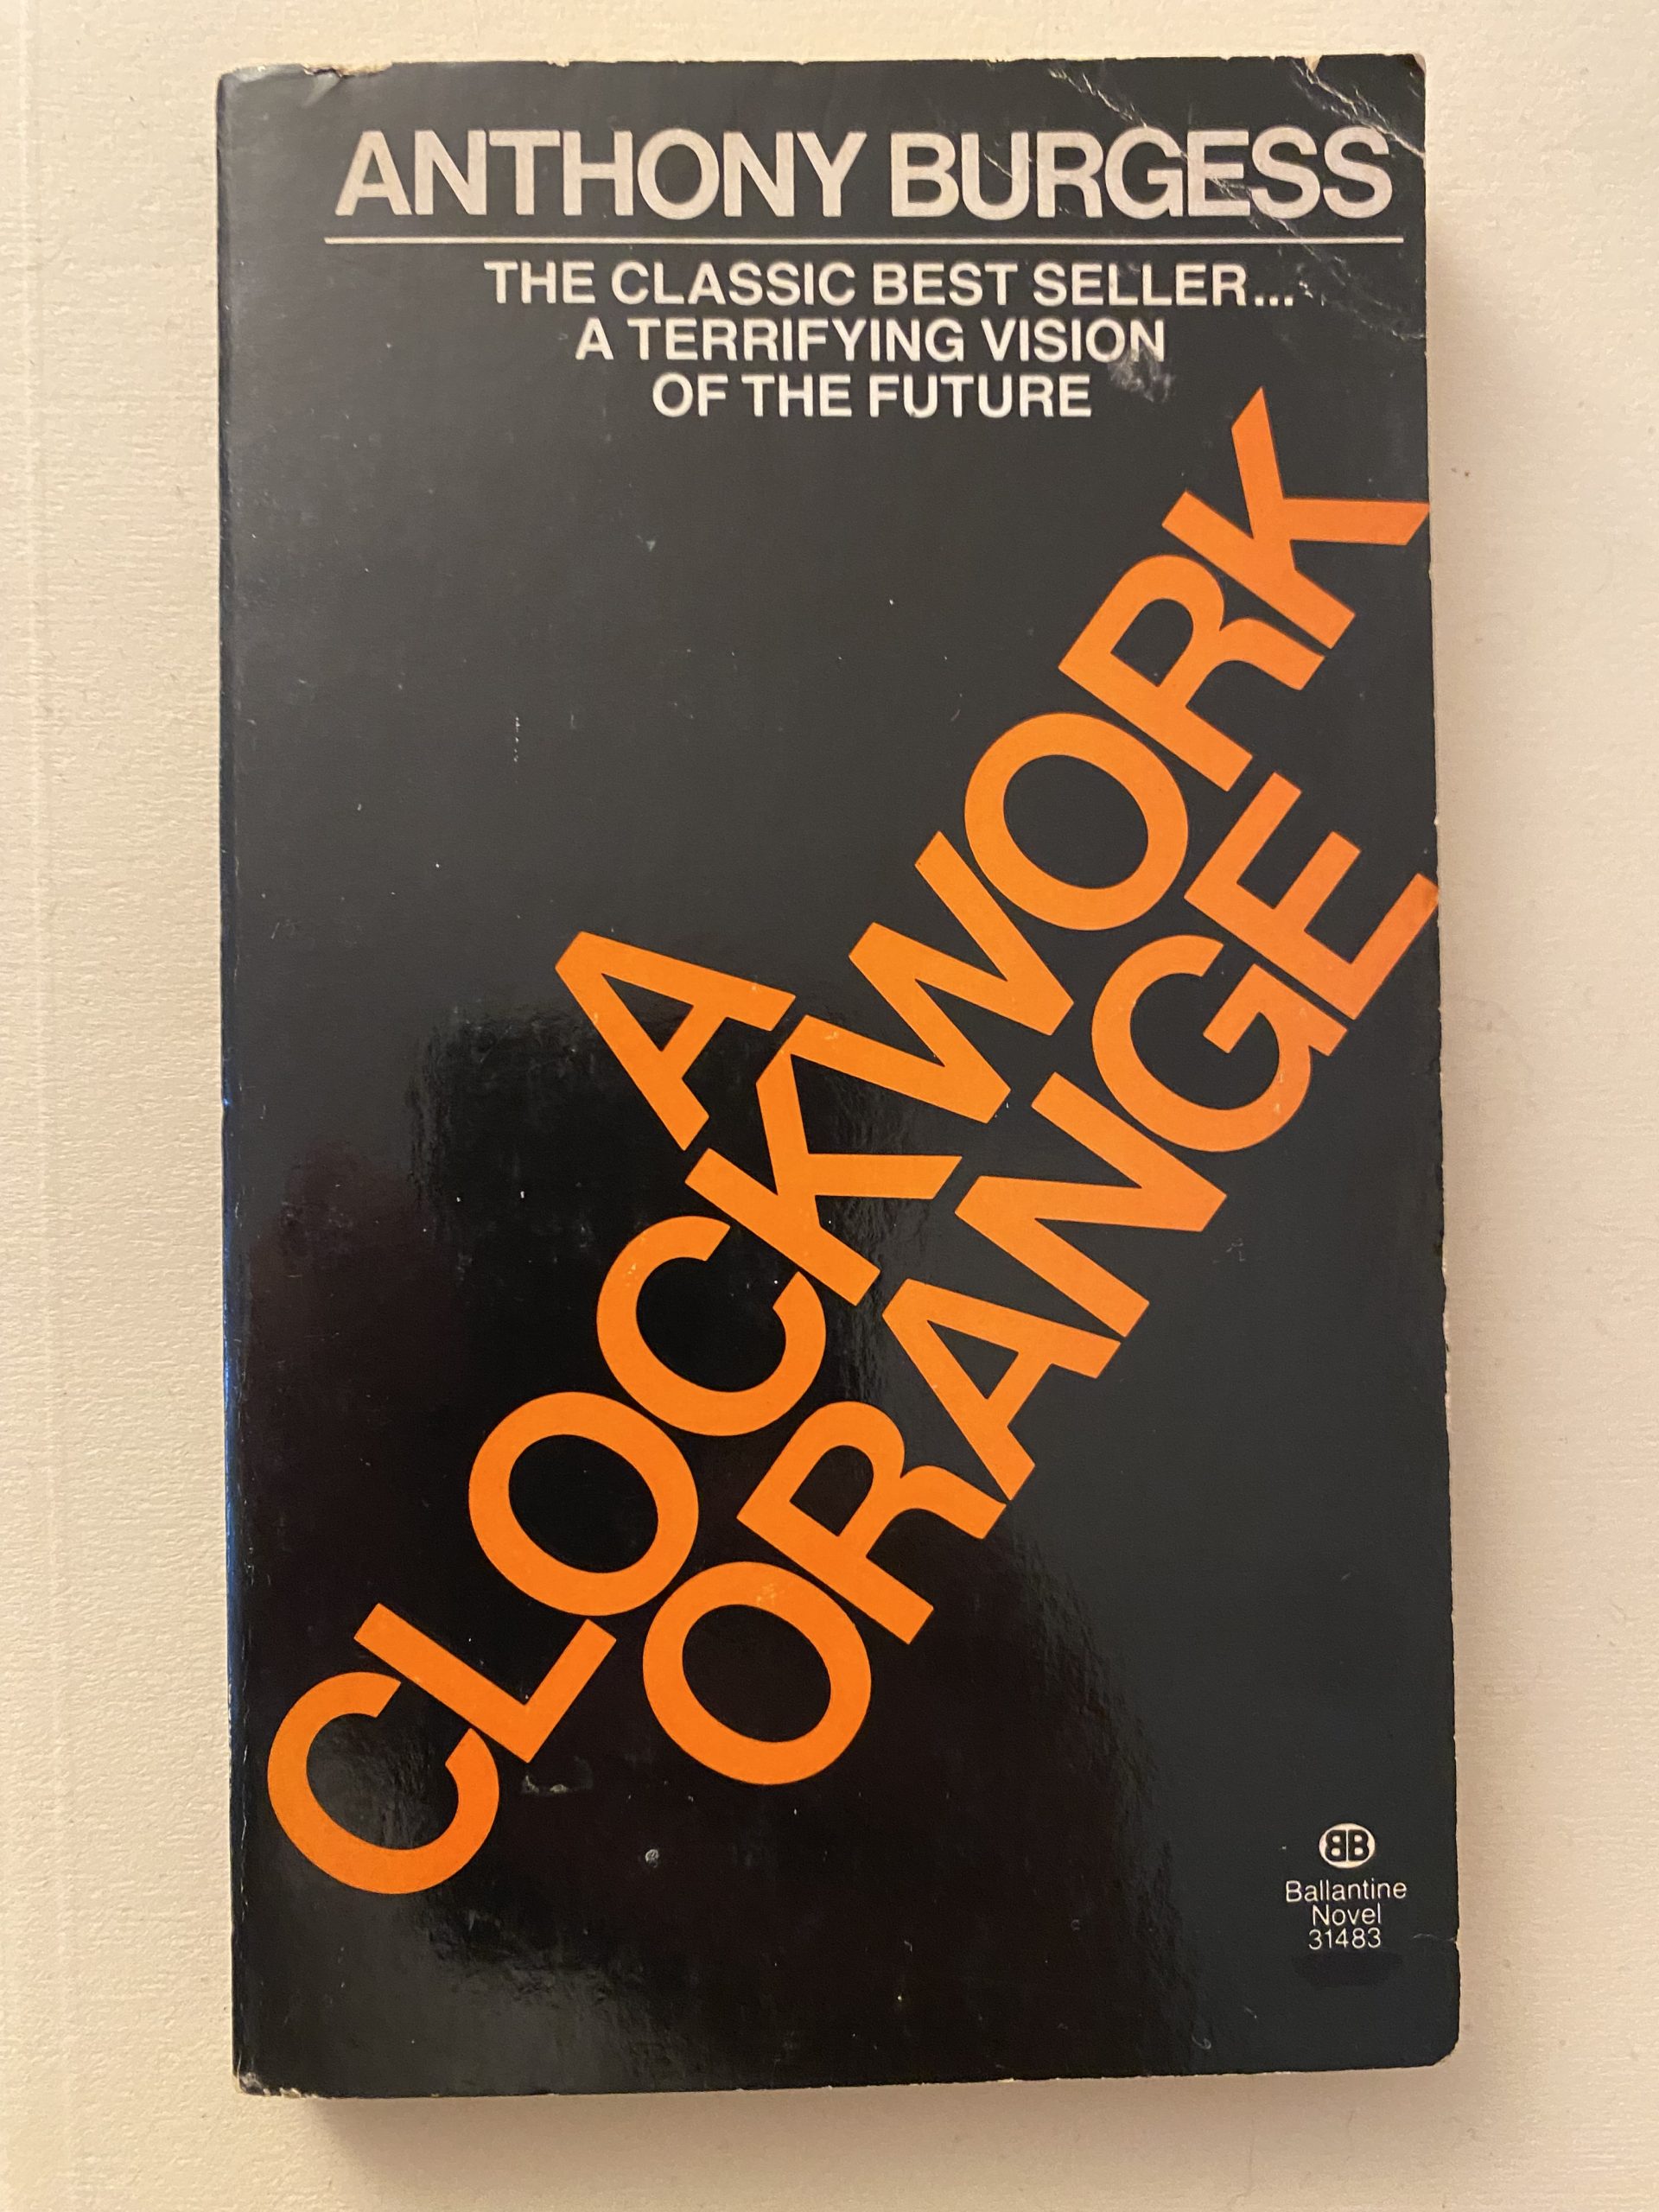 ANTHONY BURGESS
THE CLASSIC BEST SELLER...
A TERRIFYING VISION
OF THE FUTURE
A
CLOCKWORK
ORANGE
BB
Ballantine
Novel
31483